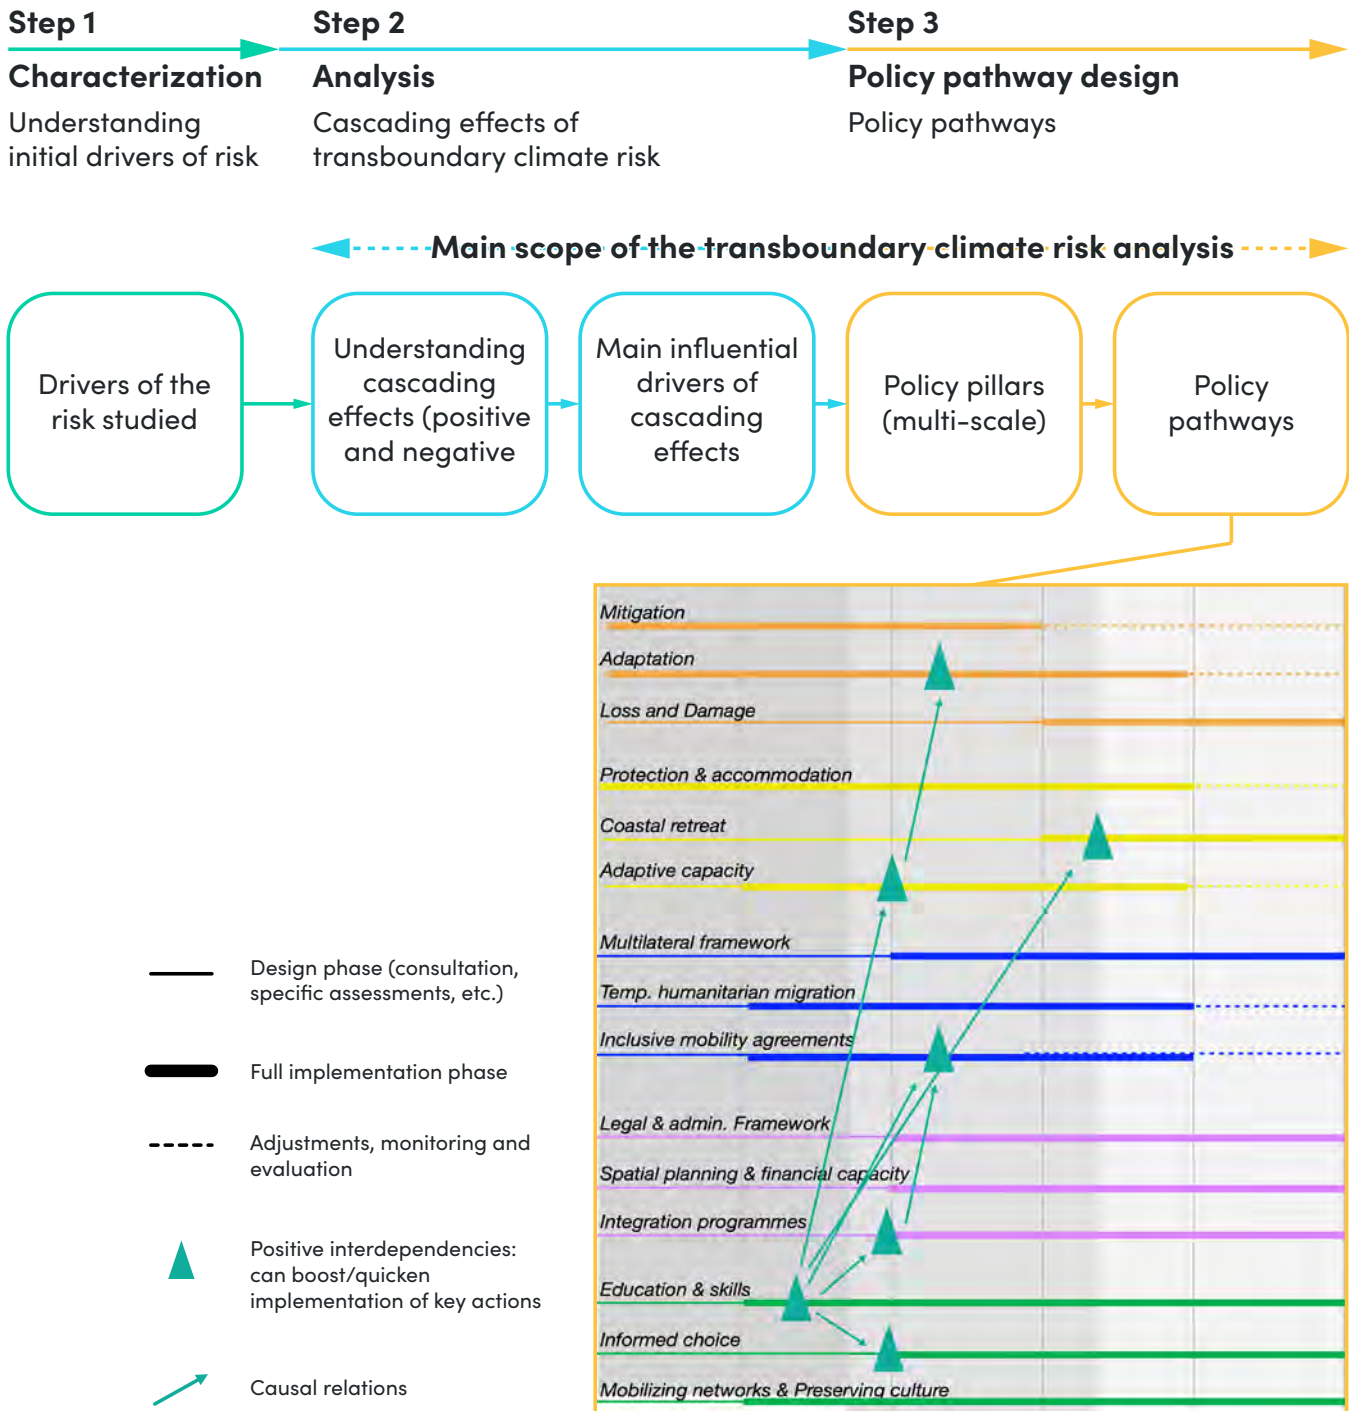 Step 1
Step 2
Step 3
Characterization
Analysis
Policy pathway design
Understanding
initial drivers of risk
Cascading effects of
transboundary climate risk
Policy pathways
Main scope of the transboundary climate risk analysis
Drivers of the
risk studied
Understanding
cascading
effects (positive
and negative
Main influential
drivers of
cascading
effects
Policy pillars
(multi-scale)
Policy
pathways
Mitigation
Adaptation
Loss and Damage
Protection & accommodation
Coastal retreat
Adaptive capacity
Multilateral framework
Temp. humanitarian migration
Inclusive mobility agreements
Legal & admin. Framework
Spatial planning & financial capacity
Integration programmes
Education & skills
Informed choice
Mobilizing networks & Preserving culture
Design phase (consultation,
specific assessments, etc.)
Full implementation phase
Adjustments, monitoring and
evaluation
Positive interdependencies:
can boost/quicken
implementation of key actions
Causal relations